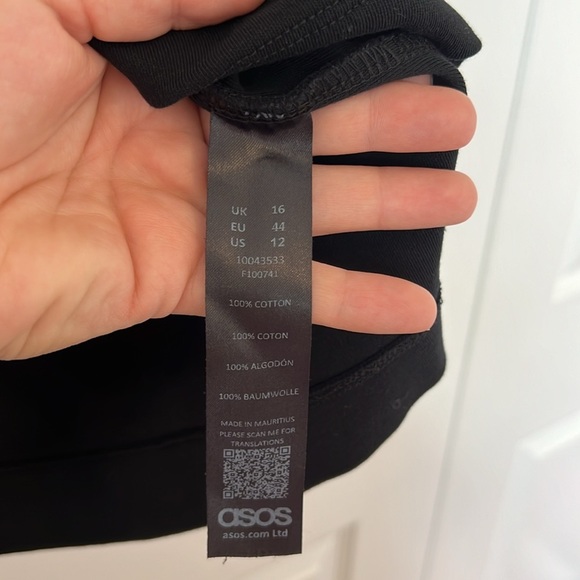 UK 16
EU 44
US 12
10043533
F100741
100% COTTON
100% COTON
100% ALGODÓN
100% BAUMWOLLE
MADE IN MAURITIUS
PLEASE SCAN ME FOR
TRANSLATIONS
asos
asos.com Ltd